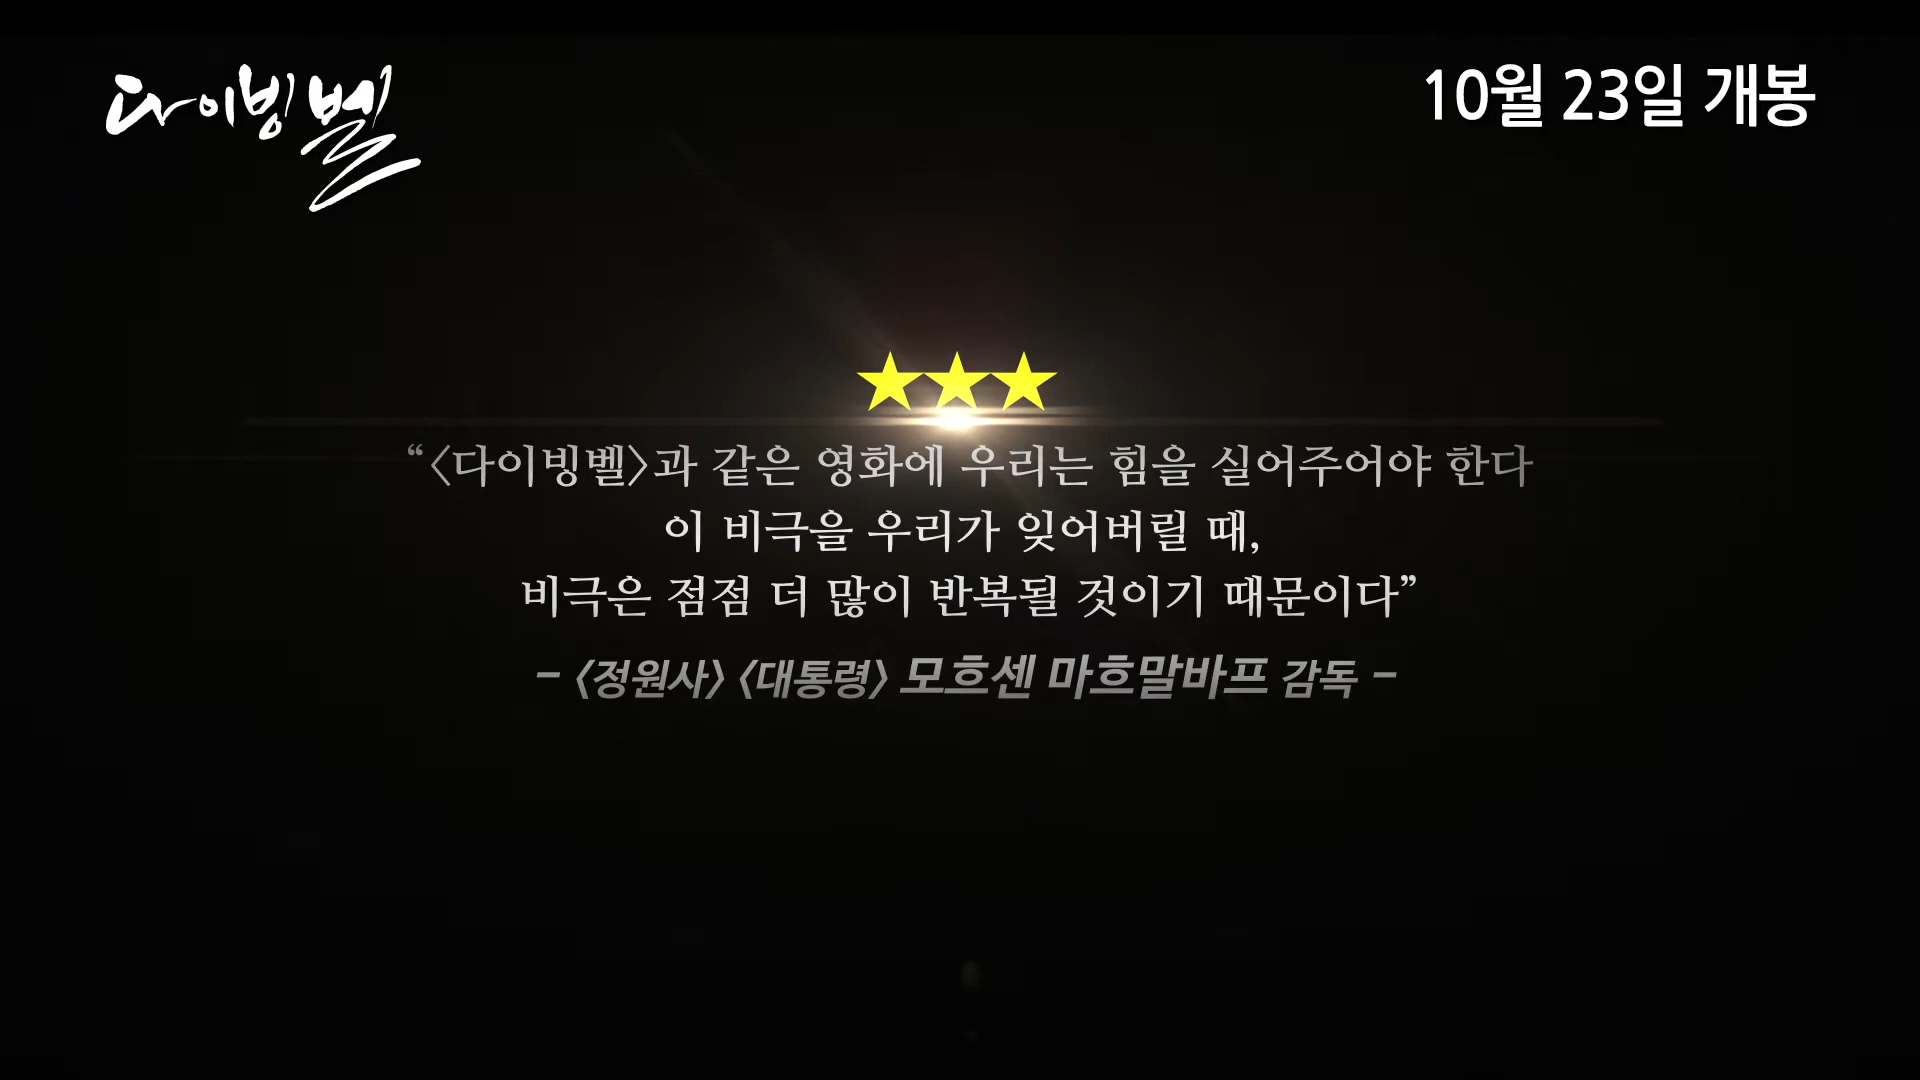 다이빙벨
10월 23일 개봉
★★★
“〈다이빙벨〉과 같은 영화에 우리는 힘을 실어주어야 한다
이 비극을 우리가 잊어버릴 때,
비극은 점점 더 많이 반복될 것이기 때문이다”
- 〈정원사〉 〈대통령〉 모흐센 마흐말바프 감독 -